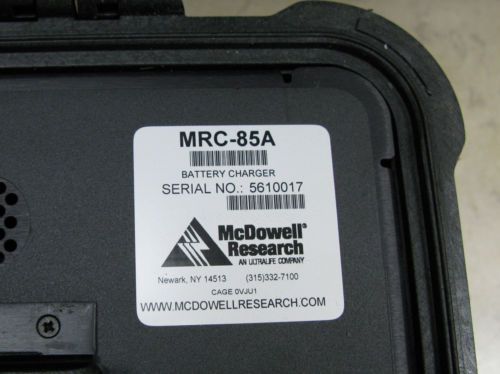 MRC-85A
BATTERY CHARGER
SERIAL NO.: 5610017
McDowell®
Research
AN ULTRALIFE COMPANY
Newark, NY 14513 (315)332-7100
CAGE 0VJU1
WWW.MCDOWELLRESEARCH.COM